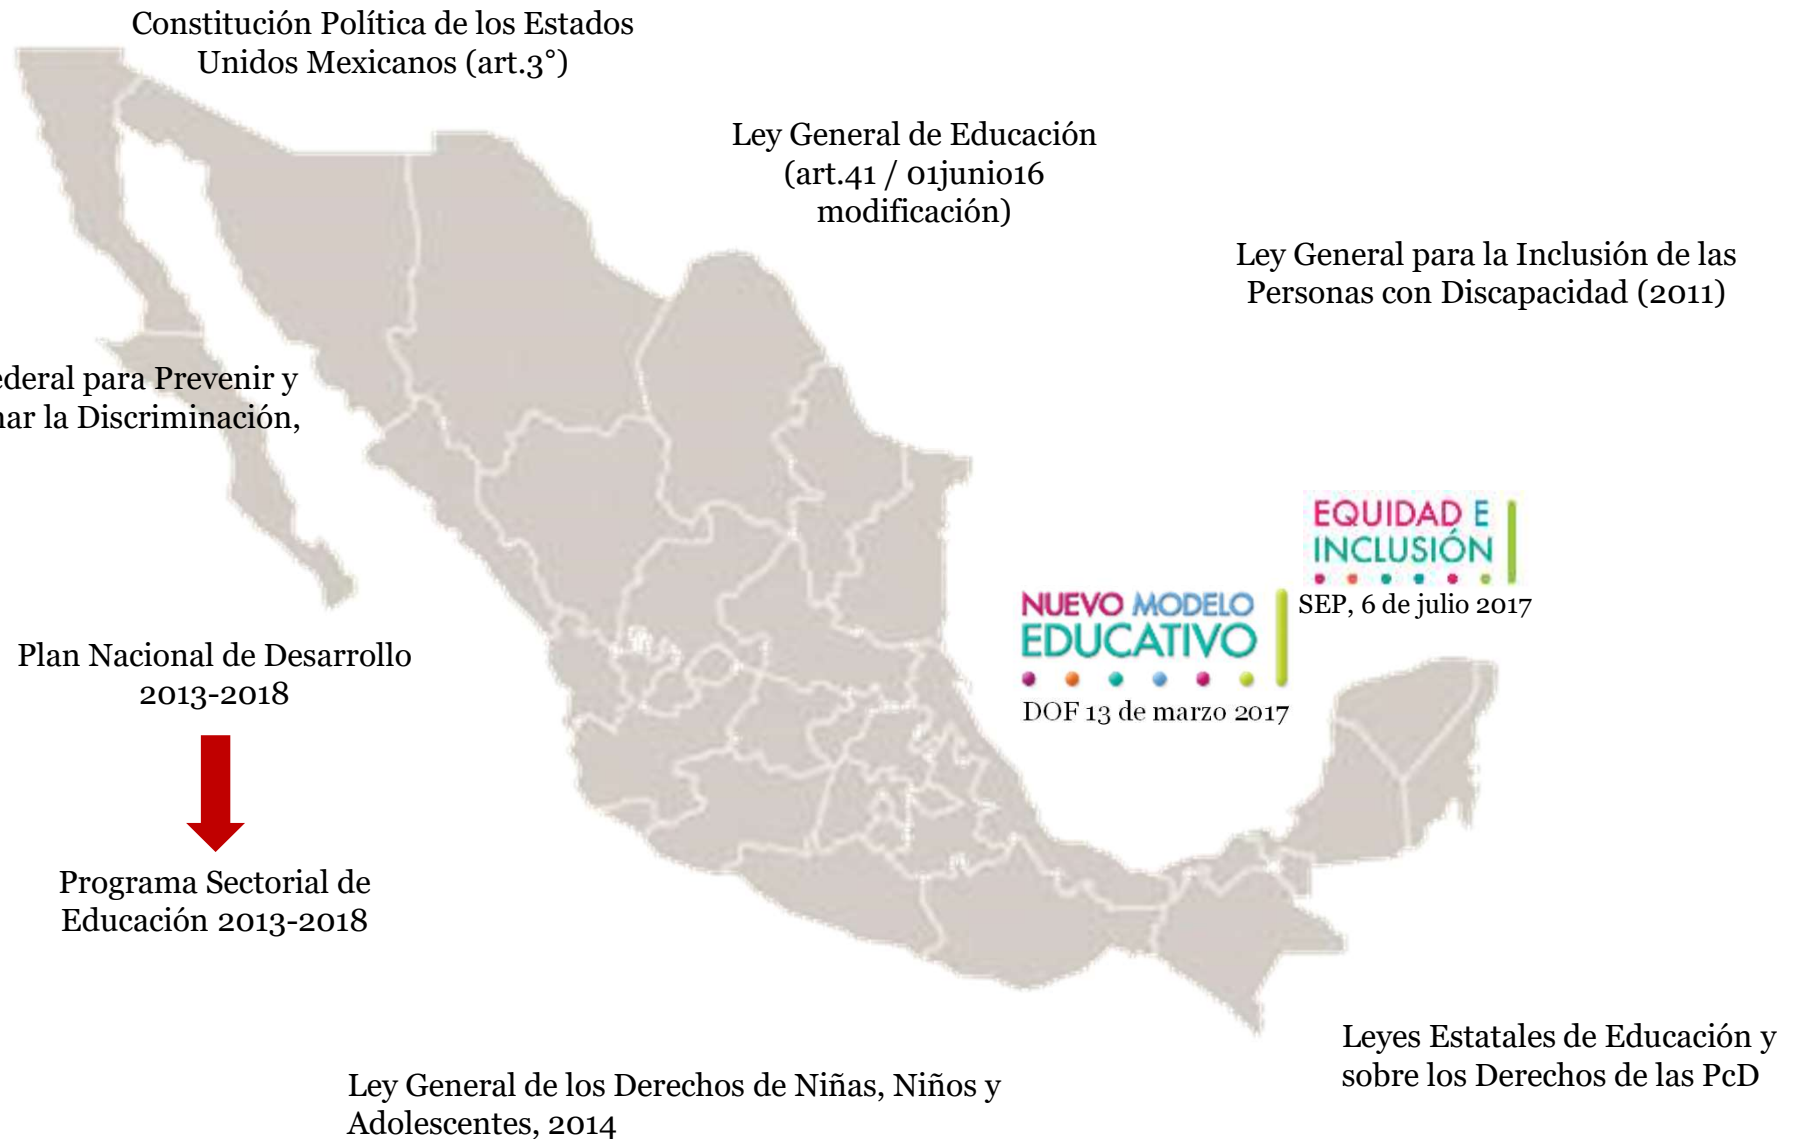 Constitución Política de los Estados
Unidos Mexicanos (art.3°)
Ley General de Educación
(art.41 / 01junio16
modificación)
Ley General para la Inclusión de las
Personas con Discapacidad (2011)
ederal para Prevenir y
nar la Discriminación,
EQUIDAD E
INCLUSIÓN
SEP, 6 de julio 2017
NUEVO MODELO
EDUCATIVO
DOF 13 de marzo 2017
Plan Nacional de Desarrollo
2013-2018
Programa Sectorial de
Educación 2013-2018
Leyes Estatales de Educación y
sobre los Derechos de las PcD
Ley General de los Derechos de Niñas, Niños y
Adolescentes, 2014